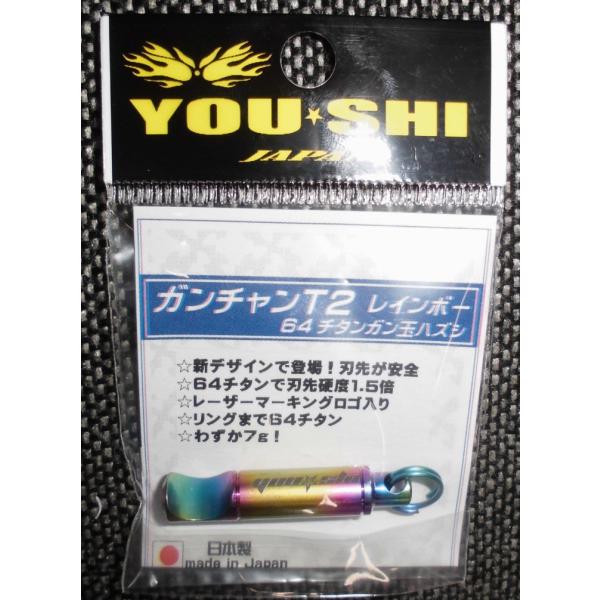 YOU★SHI
JAPAN
ガンチャンT2 レインボー
64チタンガン玉ハズシ
☆新デザインで登場！刃先が安全
☆64チタンで刃先硬度1.5倍
☆レーザーマーキングロゴ入り
☆リングまで64チタン
☆わずか7g！
YOU★SHI
日本製
made in Japan